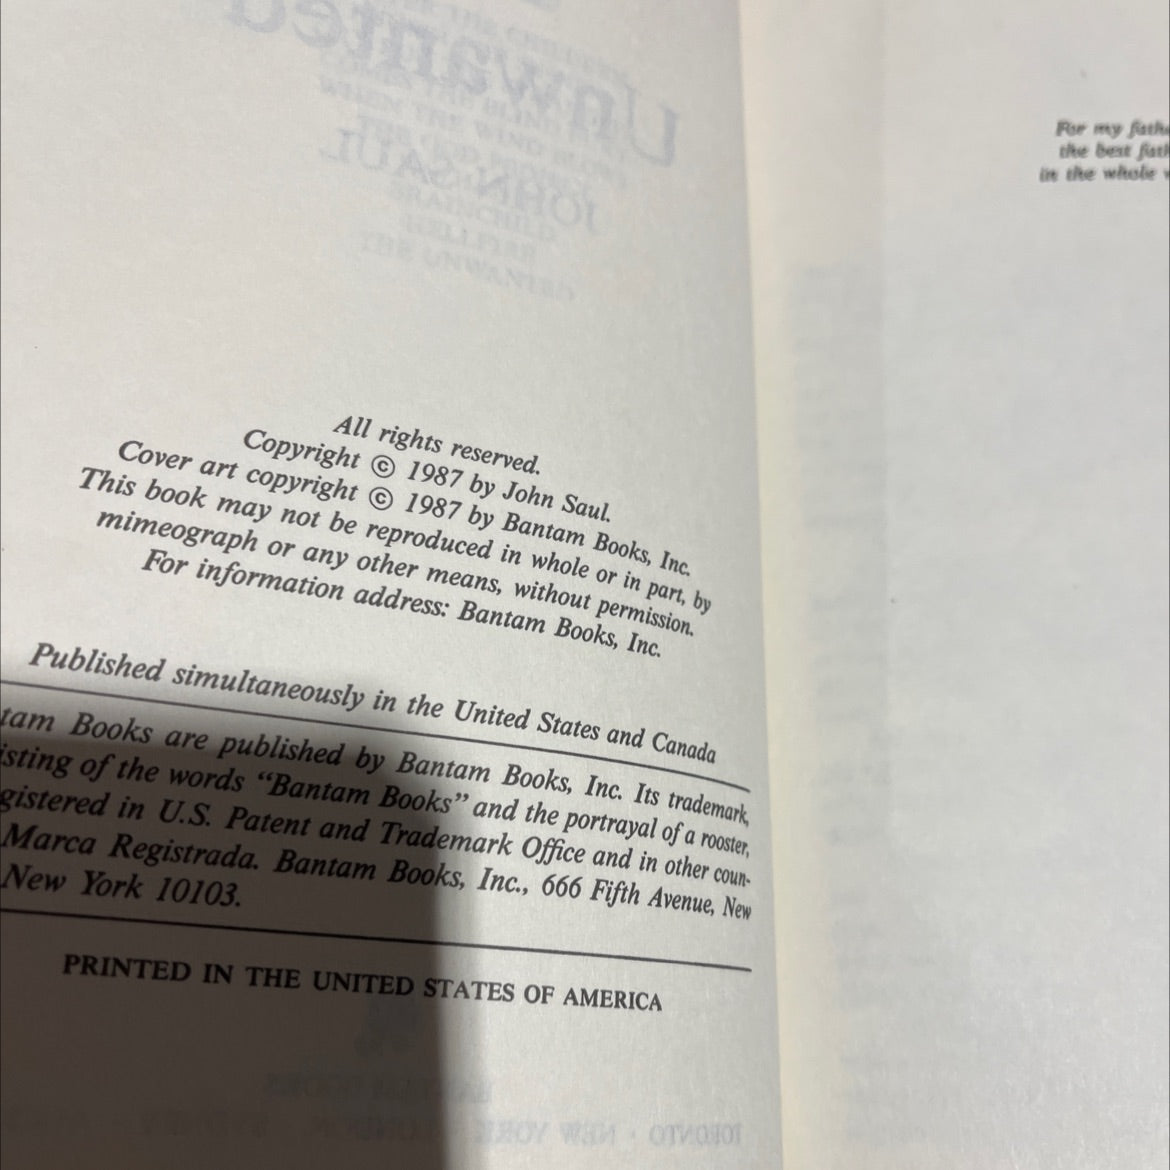 All rights reserved.
Copyright © 1987 by John Saul.
Cover art copyright © 1987 by Bantam Books, Inc.
This book may not be reproduced in whole or in part, by
mimeograph or any other means, without permission.
For information address: Bantam Books, Inc.
Published simultaneously in the United States and Canada
tam Books are published by Bantam Books, Inc. Its trademark,
isting of the words “Bantam Books” and the portrayal of a rooster,
gistered in U.S. Patent and Trademark Office and in other coun-
Marca Registrada. Bantam Books, Inc., 666 Fifth Avenue, New
New York 10103.
PRINTED IN THE UNITED STATES OF AMERICA
For my fath
the best fath
in the whole w